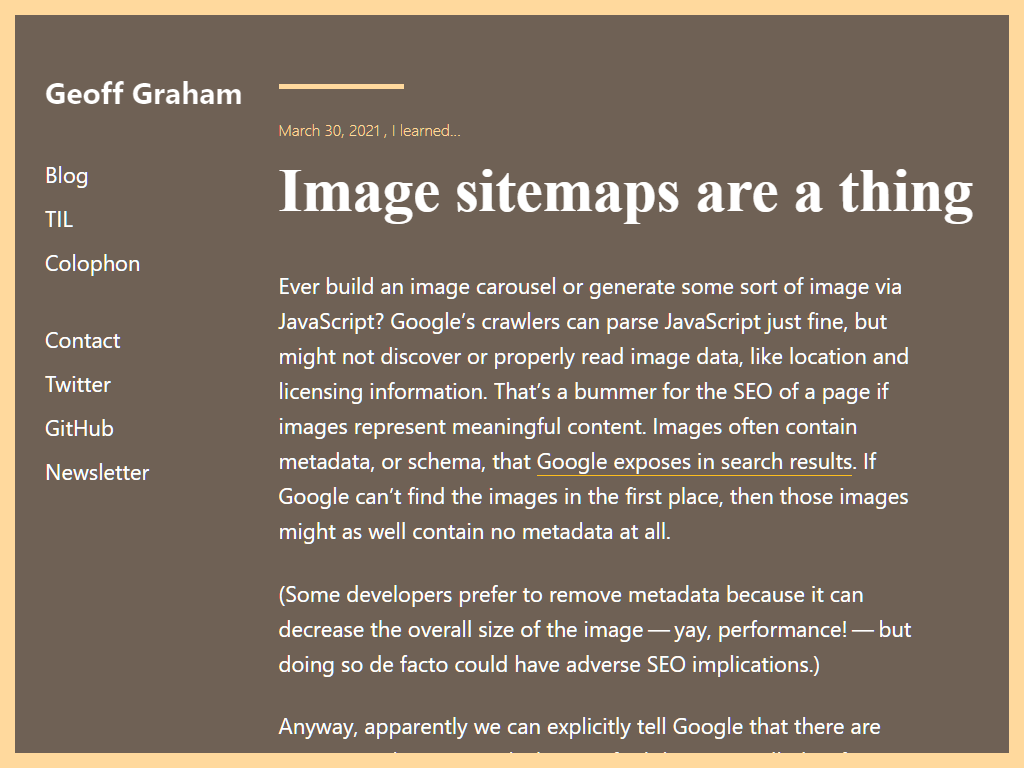 Geoff Graham
Blog
TIL
Colophon
Contact
Twitter
GitHub
Newsletter
March 30, 2021 , I learned...
Image sitemaps are a thing
Ever build an image carousel or generate some sort of image via
JavaScript? Google’s crawlers can parse JavaScript just fine, but
might not discover or properly read image data, like location and
licensing information. That’s a bummer for the SEO of a page if
images represent meaningful content. Images often contain
metadata, or schema, that Google exposes in search results. If
Google can’t find the images in the first place, then those images
might as well contain no metadata at all.
(Some developers prefer to remove metadata because it can
decrease the overall size of the image — yay, performance! — but
doing so de facto could have adverse SEO implications.)
Anyway, apparently we can explicitly tell Google that there are